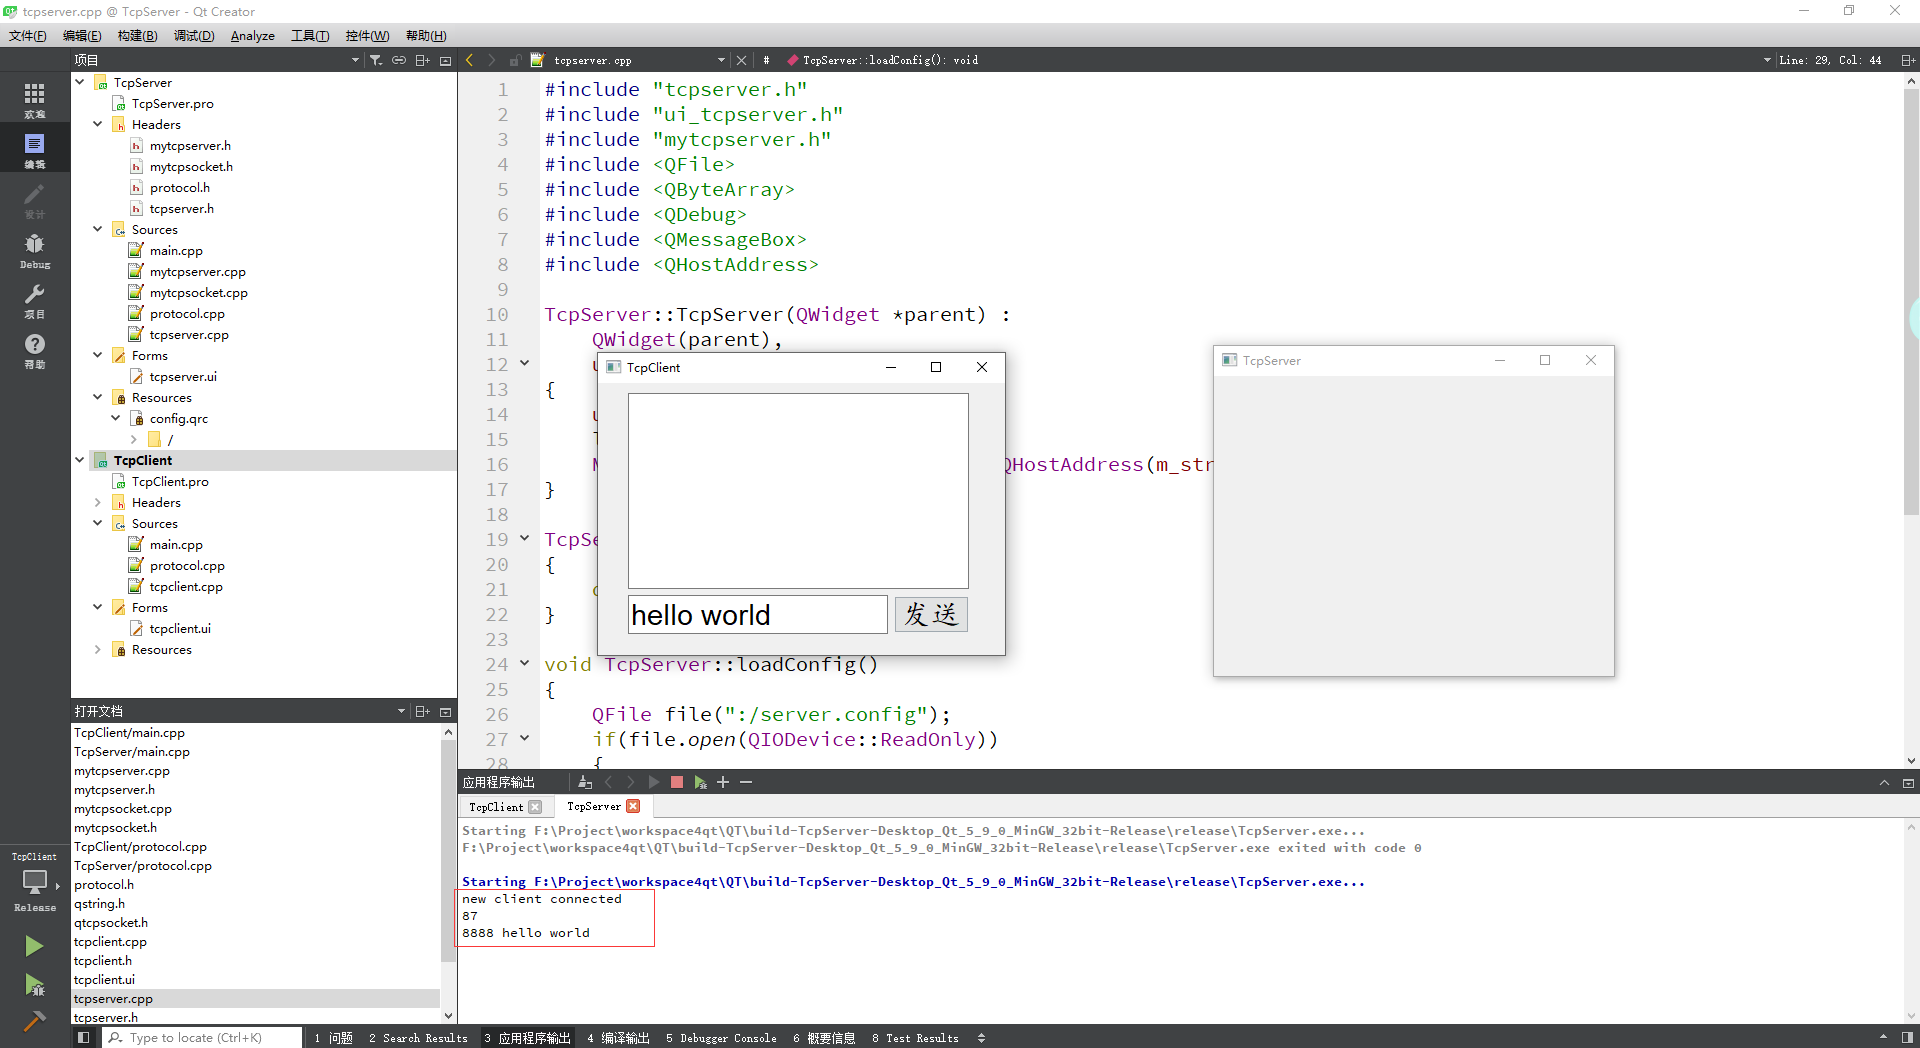 tcpserver.cpp @ TcpServer - Qt Creator
文件(F) 编辑(E) 构建(B) 调试(D) Analyze 工具(T) 控件(W) 帮助(H)
项目
tcpserver.cpp
# TcpServer::loadConfig(): void
Line: 29, Col: 44
欢迎
编辑
设计
Debug
项目
帮助
TcpServer
TcpServer.pro
Headers
mytcpserver.h
mytcpsocket.h
protocol.h
tcpserver.h
Sources
main.cpp
mytcpserver.cpp
mytcpsocket.cpp
protocol.cpp
tcpserver.cpp
Forms
tcpserver.ui
Resources
config.qrc
/
TcpClient
TcpClient.pro
Headers
Sources
main.cpp
protocol.cpp
tcpclient.cpp
Forms
tcpclient.ui
Resources
1 #include "tcpserver.h"
2 #include "ui_tcpserver.h"
3 #include "mytcpserver.h"
4 #include <QFile>
5 #include <QByteArray>
6 #include <QDebug>
7 #include <QMessageBox>
8 #include <QHostAddress>
9
10 TcpServer::TcpServer(QWidget *parent) :
11 QWidget(parent),
12
13 {
14
15
16 QHostAddress(m_str
17 }
18
19 TcpSe
20 {
21
22 }
23
24 void TcpServer::loadConfig()
25 {
26 QFile file(":/server.config");
27 if(file.open(QIODevice::ReadOnly))
28 {
TcpClient
hello world
发送
TcpServer
打开文档
TcpClient/main.cpp
TcpServer/main.cpp
mytcpserver.cpp
mytcpserver.h
mytcpsocket.cpp
mytcpsocket.h
TcpClient/protocol.cpp
TcpServer/protocol.cpp
protocol.h
qstring.h
qtcpsocket.h
tcpclient.cpp
tcpclient.h
tcpclient.ui
tcpserver.cpp
tcpserver.h
TcpClient
Release
应用程序输出
TcpClient TcpServer
Starting F:\Project\workspace4qt\QT\build-TcpServer-Desktop_Qt_5_9_0_MinGW_32bit-Release\release\TcpServer.exe...
F:\Project\workspace4qt\QT\build-TcpServer-Desktop_Qt_5_9_0_MinGW_32bit-Release\release\TcpServer.exe exited with code 0
Starting F:\Project\workspace4qt\QT\build-TcpServer-Desktop_Qt_5_9_0_MinGW_32bit-Release\release\TcpServer.exe...
new client connected
87
8888 hello world
Type to locate (Ctrl+K)
1 问题 2 Search Results 3 应用程序输出 4 编译输出 5 Debugger Console 6 概要信息 8 Test Results